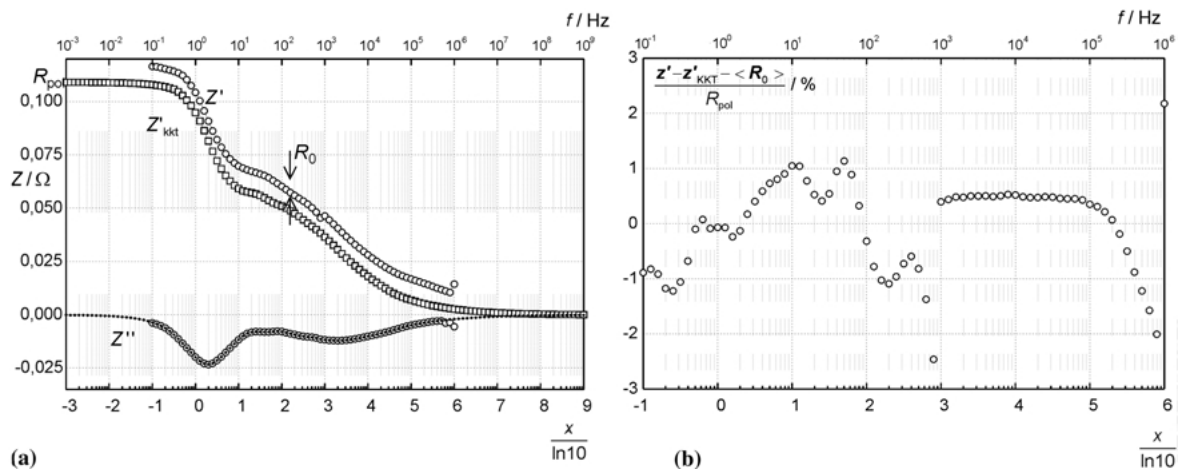 f / Hz
10⁻³ 10⁻² 10⁻¹ 10⁰ 10¹ 10² 10³ 10⁴ 10⁵ 10⁶ 10⁷ 10⁸ 10⁹
R_po
0,100
0,075
Z / Ω
0,050
0,025
0,000
-0,025
Z'
Z'_kkt
R₀
Z''
-3 -2 -1 0 1 2 3 4 5 6 7 8 9
x
ln10
(a)
f / Hz
10⁻¹ 10⁰ 10¹ 10² 10³ 10⁴ 10⁵ 10⁶
z' – z'_KKT – < R₀ > / %
R_pol
3
2
1
0
-1
-2
-3
-1 0 1 2 3 4 5 6
x
ln10
(b)